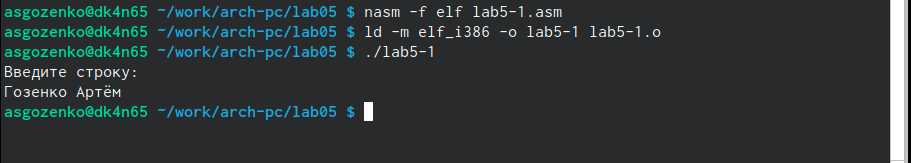 asgozenko@dk4n65 ~/work/arch-pc/lab05 $ nasm -f elf lab5-1.asm
asgozenko@dk4n65 ~/work/arch-pc/lab05 $ ld -m elf_i386 -o lab5-1 lab5-1.o
asgozenko@dk4n65 ~/work/arch-pc/lab05 $ ./lab5-1
Введите строку:
Гозенко Артём
asgozenko@dk4n65 ~/work/arch-pc/lab05 $